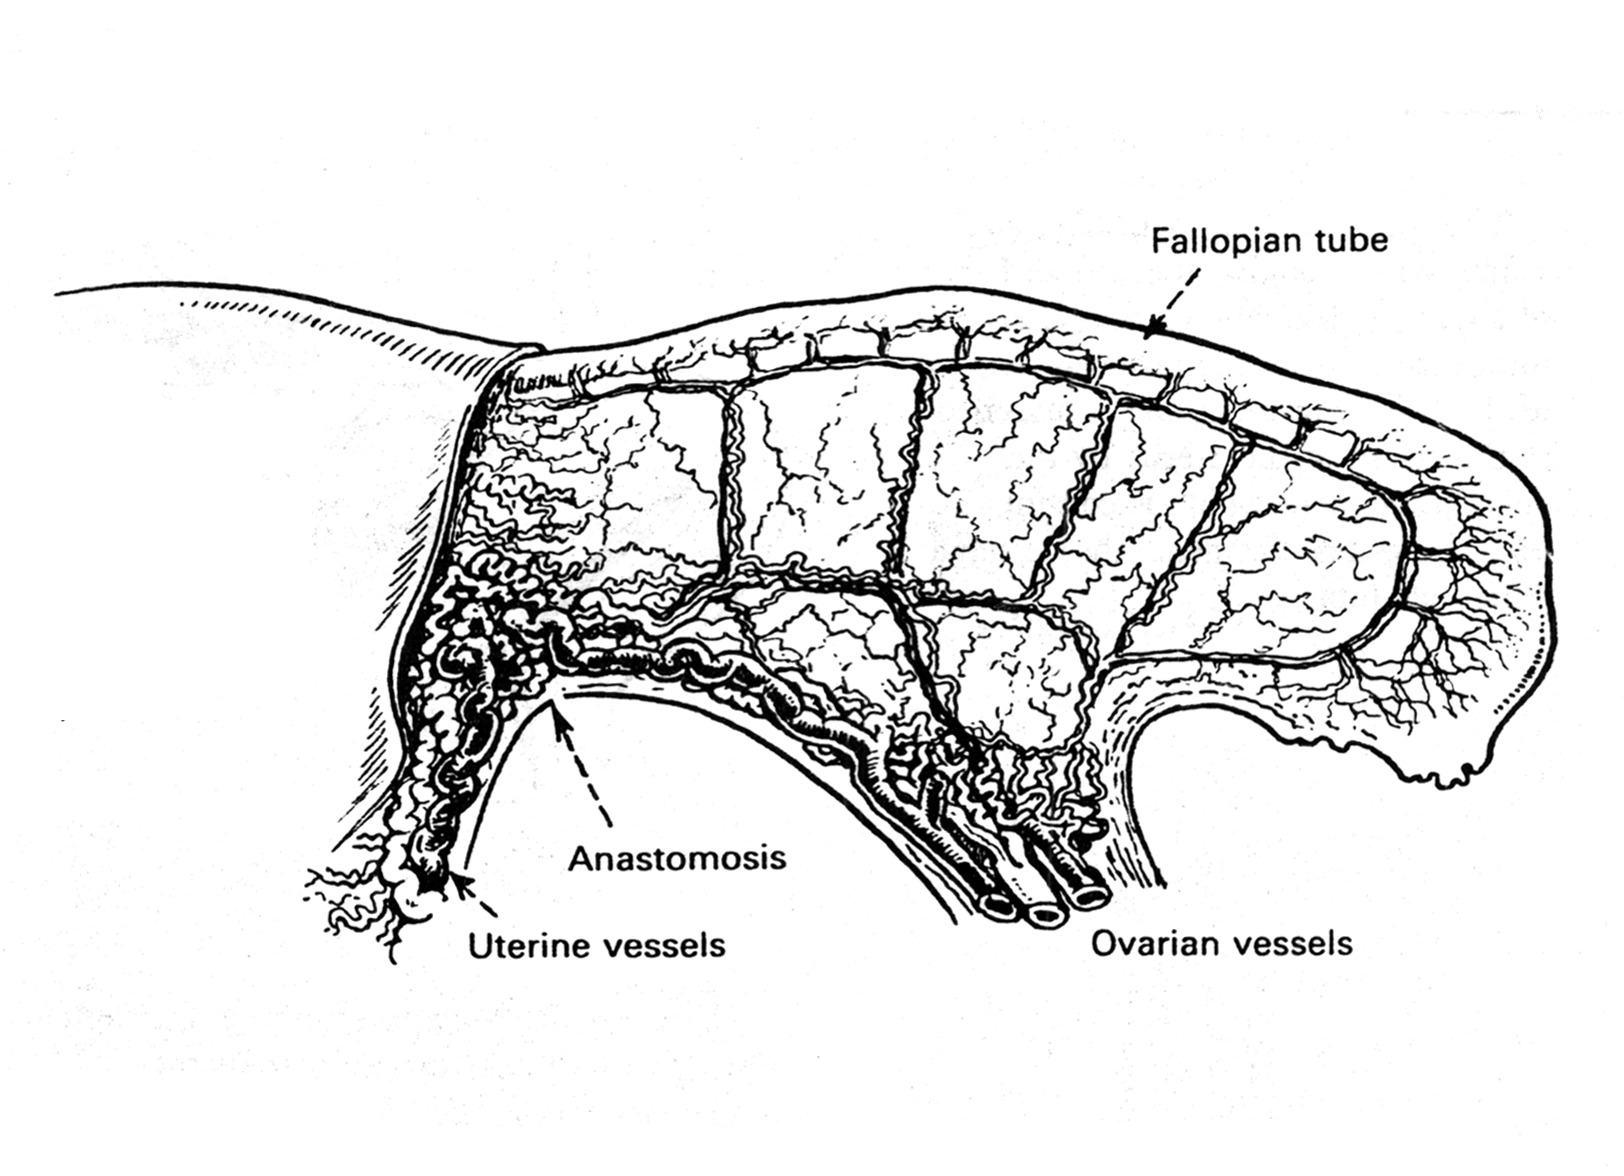 Fallopian tube
Anastomosis
Uterine vessels
Ovarian vessels